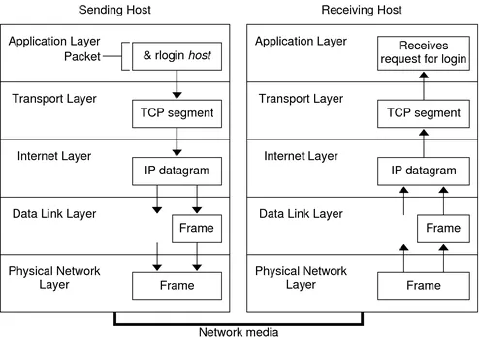 Sending Host
Application Layer
Packet
& rlogin host
Transport Layer
TCP segment
Internet Layer
IP datagram
Data Link Layer
Frame
Physical Network
Layer
Frame
Receiving Host
Application Layer
Receives
request for login
Transport Layer
TCP segment
Internet Layer
IP datagram
Data Link Layer
Frame
Physical Network
Layer
Frame
Network media